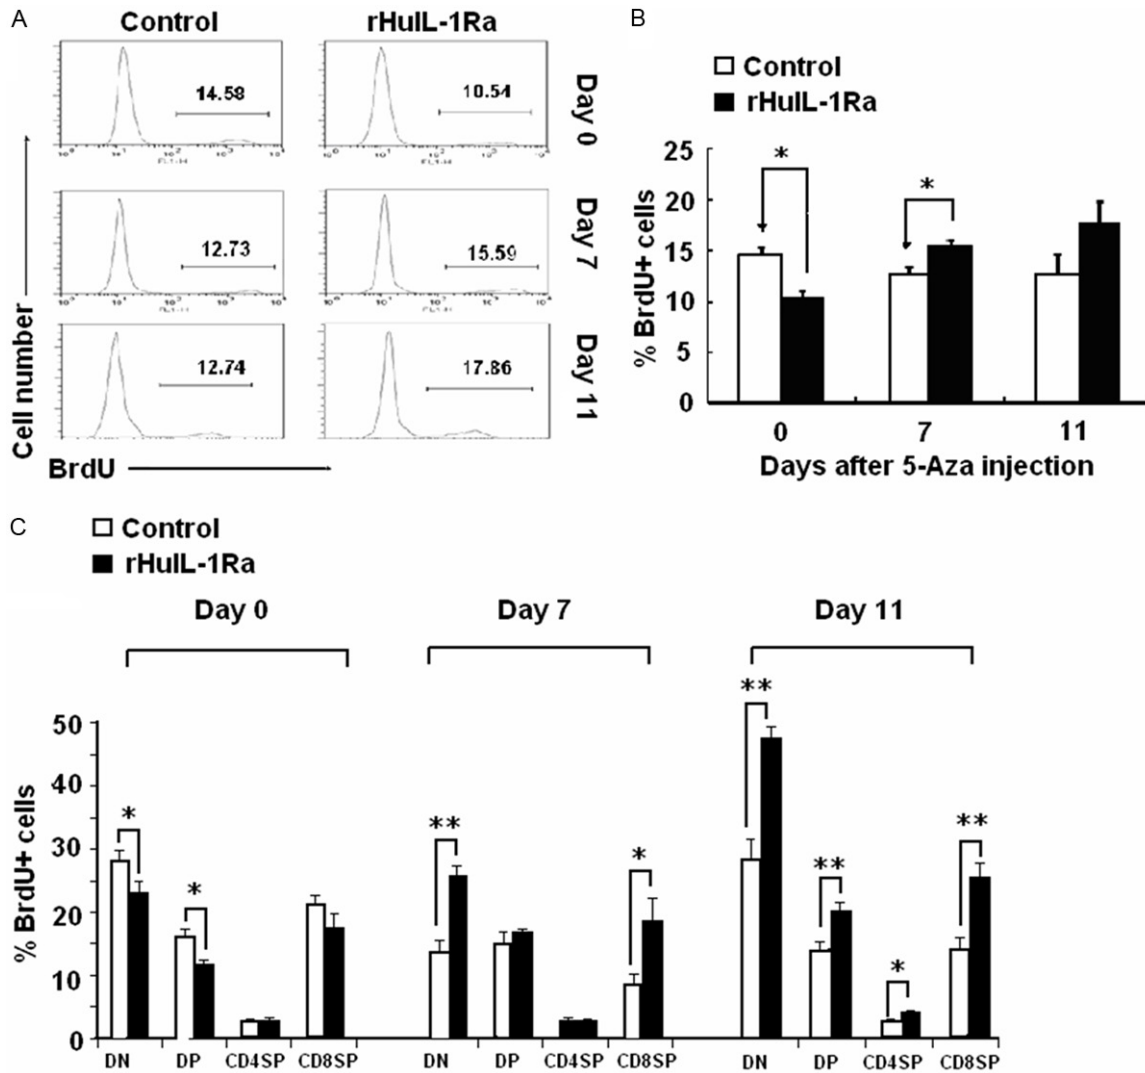 A
Control rHuIL-1Ra
14.58
10.54
Day 0
12.73
15.59
Day 7
12.74
17.86
Day 11
Cell number
BrdU
B
Control
rHuIL-1Ra
*
*
25
20
15
10
5
0
% BrdU+ cells
0 7 11
Days after 5-Aza injection
C
Control
rHuIL-1Ra
Day 0 Day 7 Day 11
**
* ** ** **
* * *
50
40
30
20
10
0
% BrdU+ cells
DN DP CD4SP CD8SP DN DP CD4SP CD8SP DN DP CD4SP CD8SP